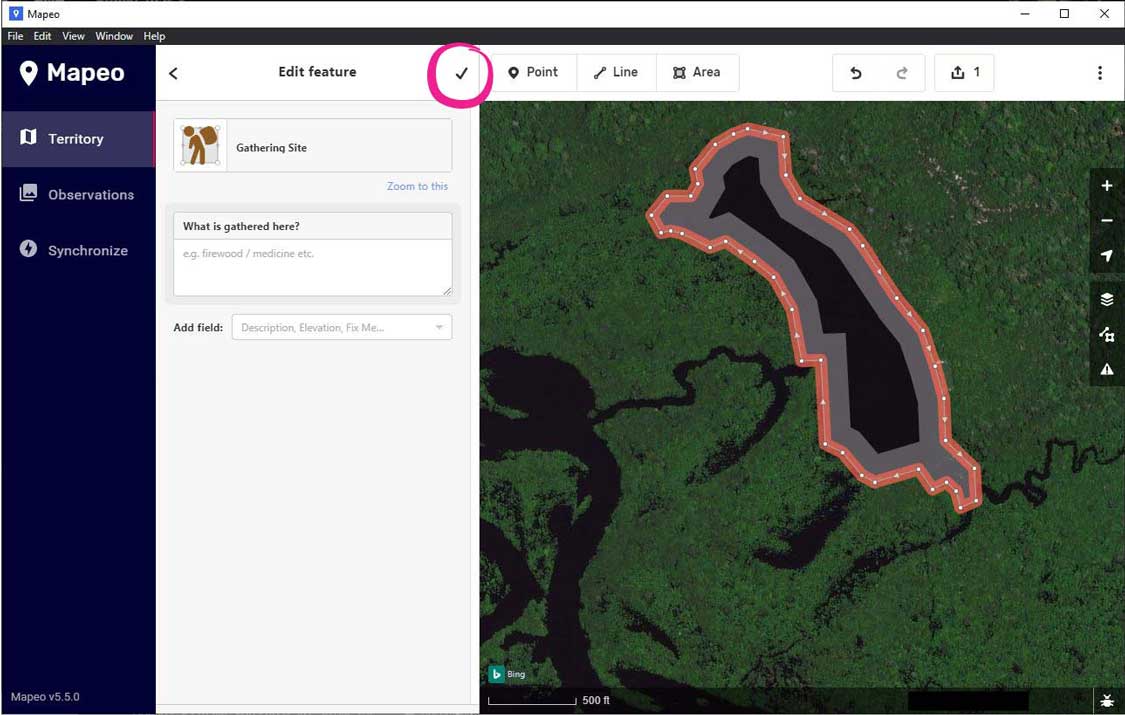 Mapeo
File Edit View Window Help
Mapeo
Edit feature
Point
Line
Area
1
Territory
Observations
Synchronize
Gathering Site
Zoom to this
What is gathered here?
e.g. firewood / medicine etc.
Add field:
Description, Elevation, Fix Me...
Bing
500 ft
Mapeo v5.5.0